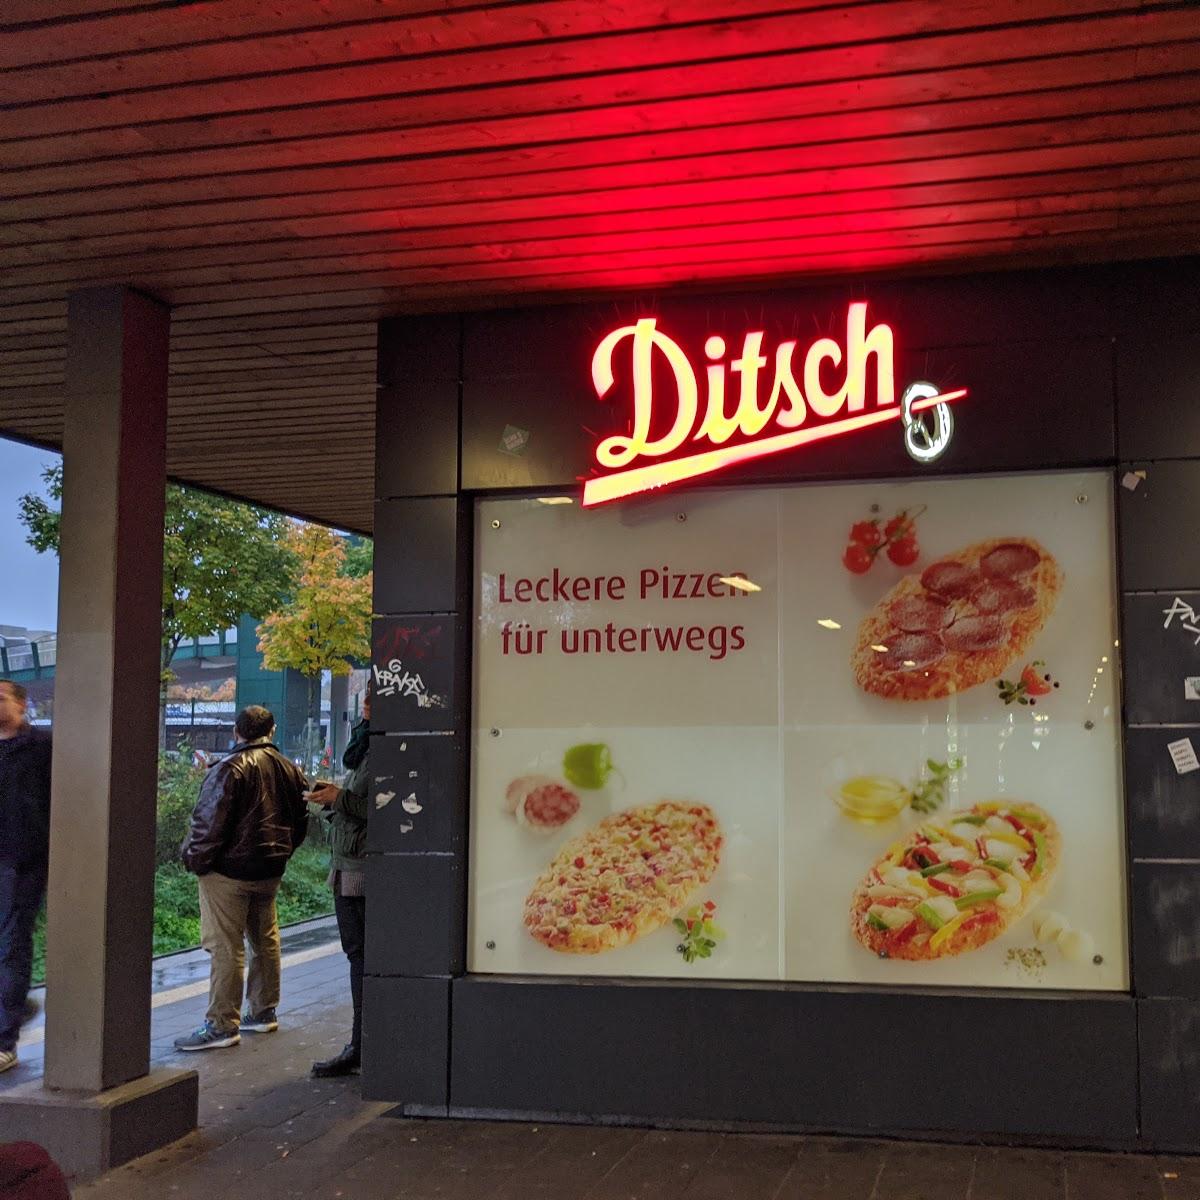 Ditsch
Leckere Pizzen
für unterwegs